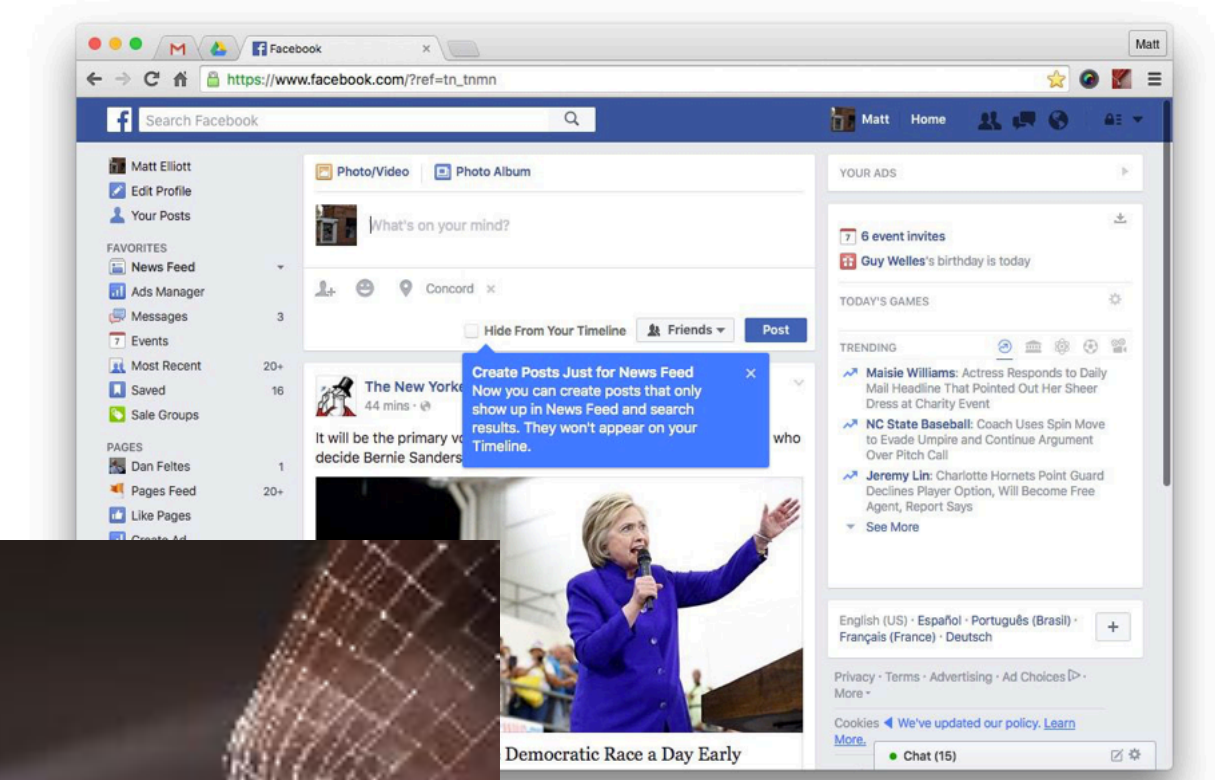 Matt
Facebook
https://www.facebook.com/?ref=tn_tnmn
Search Facebook
Matt Home
Matt Elliott
Edit Profile
Your Posts
FAVORITES
News Feed
Ads Manager
Messages 3
Events
Most Recent 20+
Saved 16
Sale Groups
PAGES
Dan Feltes 1
Pages Feed 20+
Like Pages
Create Ad
Photo/Video Photo Album
What's on your mind?
Concord
Hide From Your Timeline Friends Post
Create Posts Just for News Feed
Now you can create posts that only
show up in News Feed and search
results. They won't appear on your
Timeline.
The New Yorke
44 mins ·
It will be the primary vo who
decide Bernie Sanders
Democratic Race a Day Early
YOUR ADS
7 6 event invites
Guy Welles's birthday is today
TODAY'S GAMES
TRENDING
Maisie Williams: Actress Responds to Daily
Mail Headline That Pointed Out Her Sheer
Dress at Charity Event
NC State Baseball: Coach Uses Spin Move
to Evade Umpire and Continue Argument
Over Pitch Call
Jeremy Lin: Charlotte Hornets Point Guard
Declines Player Option, Will Become Free
Agent, Report Says
See More
English (US) · Español · Português (Brasil) ·
Français (France) · Deutsch
Privacy · Terms · Advertising · Ad Choices ·
More
Cookies We've updated our policy. Learn
More.
Chat (15)